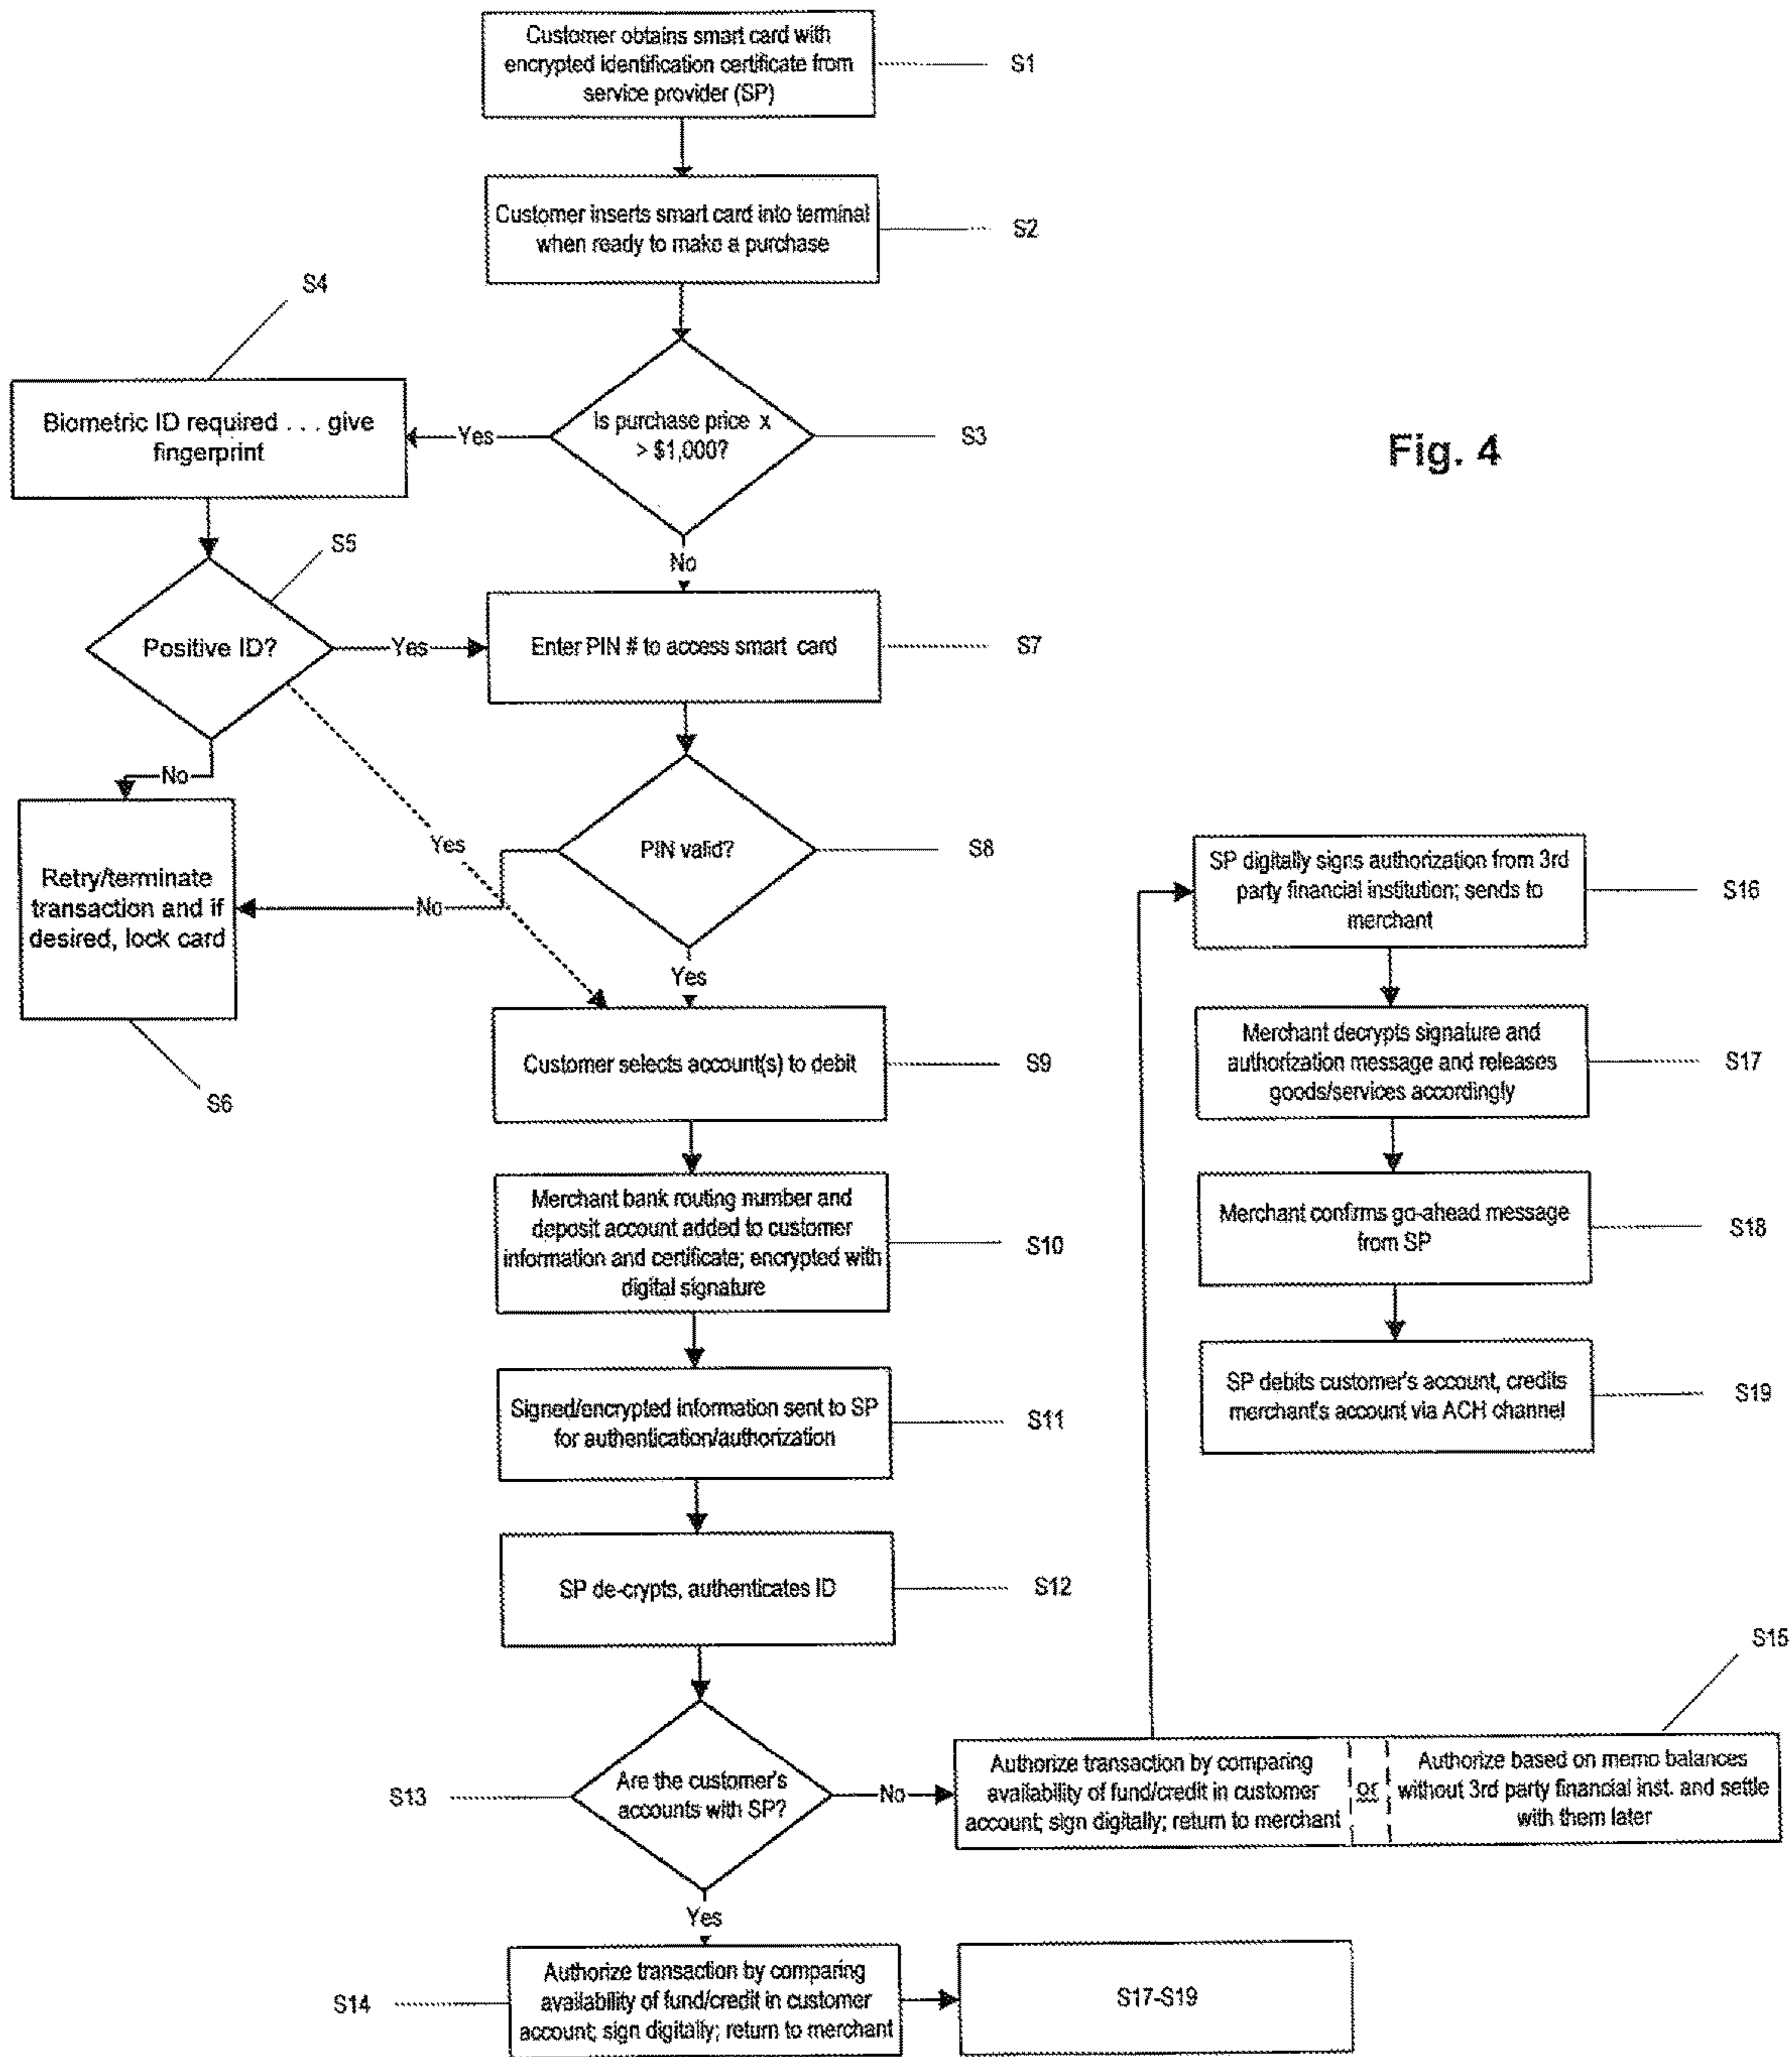 Customer obtains smart card with
encrypted identification certificate from
service provider (SP)
S1
Customer inserts smart card into terminal
when ready to make a purchase
S2
S4
Biometric ID required . . . give
fingerprint
Yes
Is purchase price x
> $1,000?
S3
Fig. 4
No
S5
Positive ID?
Yes
Enter PIN # to access smart card
S7
No
Yes
PIN valid?
S8
Retry/terminate
transaction and if
desired, lock card
No
S6
Yes
Customer selects account(s) to debit
S9
Merchant bank routing number and
deposit account added to customer
information and certificate; encrypted with
digital signature
S10
Signed/encrypted information sent to SP
for authentication/authorization
S11
SP de-crypts, authenticates ID
S12
S13
Are the customer's
accounts with SP?
No
Authorize transaction by comparing
availability of fund/credit in customer
account; sign digitally; return to merchant
or
Authorize based on memo balances
without 3rd party financial inst. and settle
with them later
S15
Yes
S14
Authorize transaction by comparing
availability of fund/credit in customer
account; sign digitally; return to merchant
S17-S19
SP digitally signs authorization from 3rd
party financial institution; sends to
merchant
S16
Merchant decrypts signature and
authorization message and releases
goods/services accordingly
S17
Merchant confirms go-ahead message
from SP
S18
SP debits customer's account, credits
merchant's account via ACH channel
S19